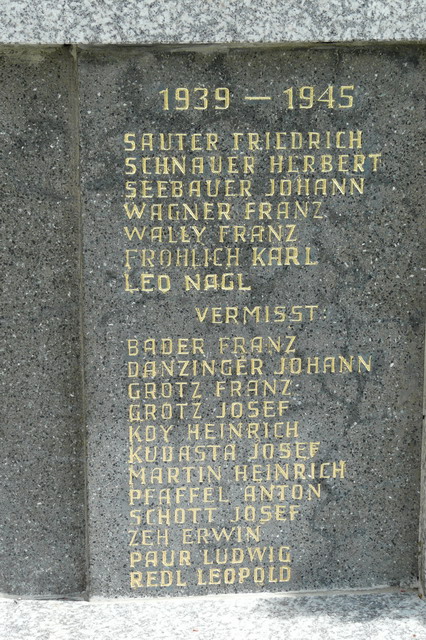 1939 — 1945
SAUTER TRIEDRICH
SCHNAUER HERBERT
SEEBAUER JOHANN
WAGNER FRANZ
WALLY FRANZ
FRÖHLICH KARL
LEO NAGL
VERMISST:
BADER FRANZ
DANZINGER JOHANN
GROTZ FRANZ
GROTZ JOSEF
KOY HEINRICH
KUDASTA JOSEF
MARTIN HEINRICH
PFAFFEL ANTON
SCHOTT JOSEF
ZEH ERWIN
PAUR LUDWIG
REDL LEOPOLD